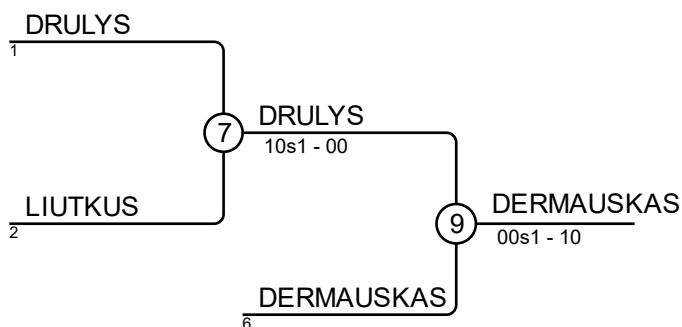 DRULYS
1
7
DRULYS
10s1 - 00
LIUTKUS
2
9
DERMAUSKAS
00s1 - 10
DERMAUSKAS
6